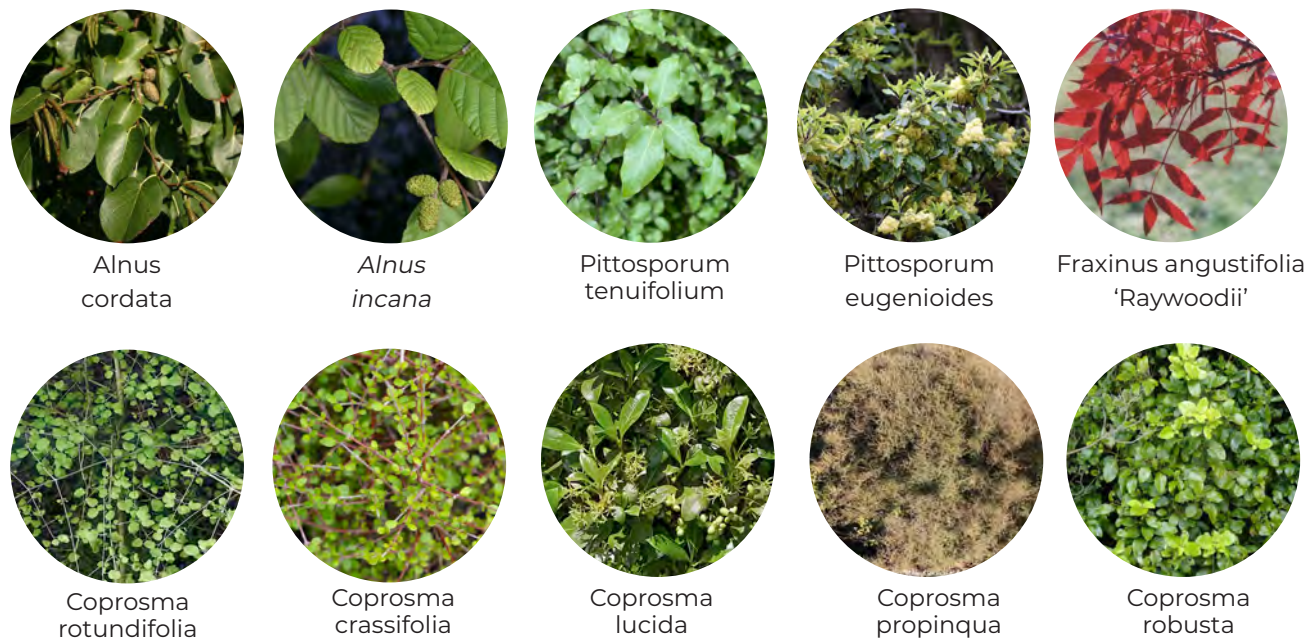 Alnus
cordata
Alnus
incana
Pittosporum
tenuifolium
Pittosporum
eugenioides
Fraxinus angustifolia
‘Raywoodii’
Coprosma
rotundifolia
Coprosma
crassifolia
Coprosma
lucida
Coprosma
propinqua
Coprosma
robusta